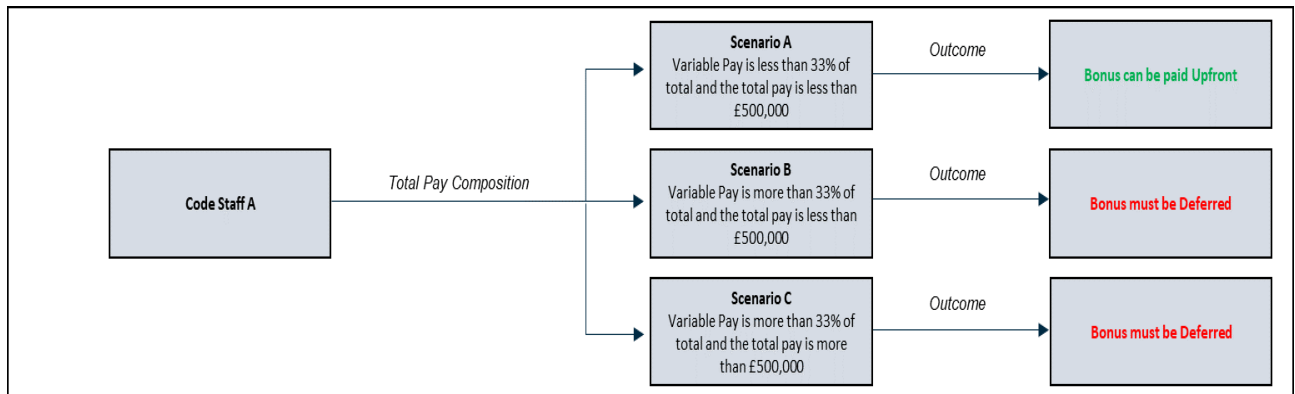 Scenario A
Variable Pay is less than 33% of
total and the total pay is less than
£500,000
Outcome
Bonus can be paid Upfront
Code Staff A
Total Pay Composition
Scenario B
Variable Pay is more than 33% of
total and the total pay is less than
£500,000
Outcome
Bonus must be Deferred
Scenario C
Variable Pay is more than 33% of
total and the total pay is more
than £500,000
Outcome
Bonus must be Deferred